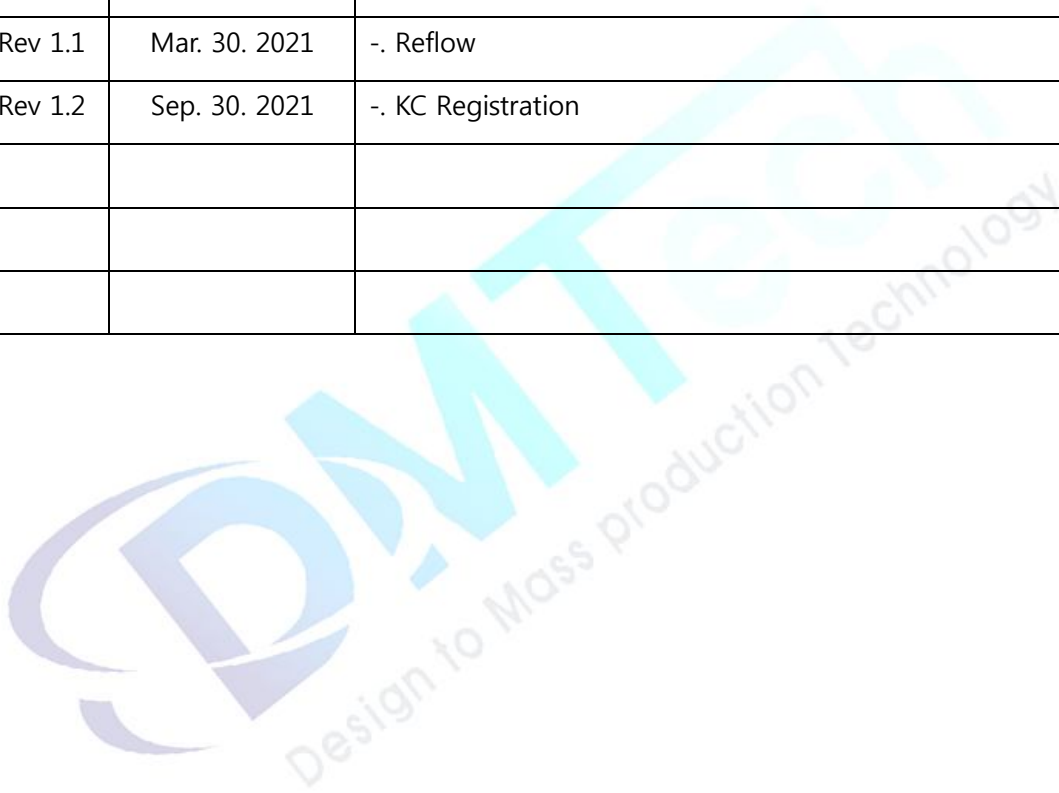 Rev 1.1 Mar. 30. 2021 -. Reflow
Rev 1.2 Sep. 30. 2021 -. KC Registration
DMTech
Design to Mass production Technology